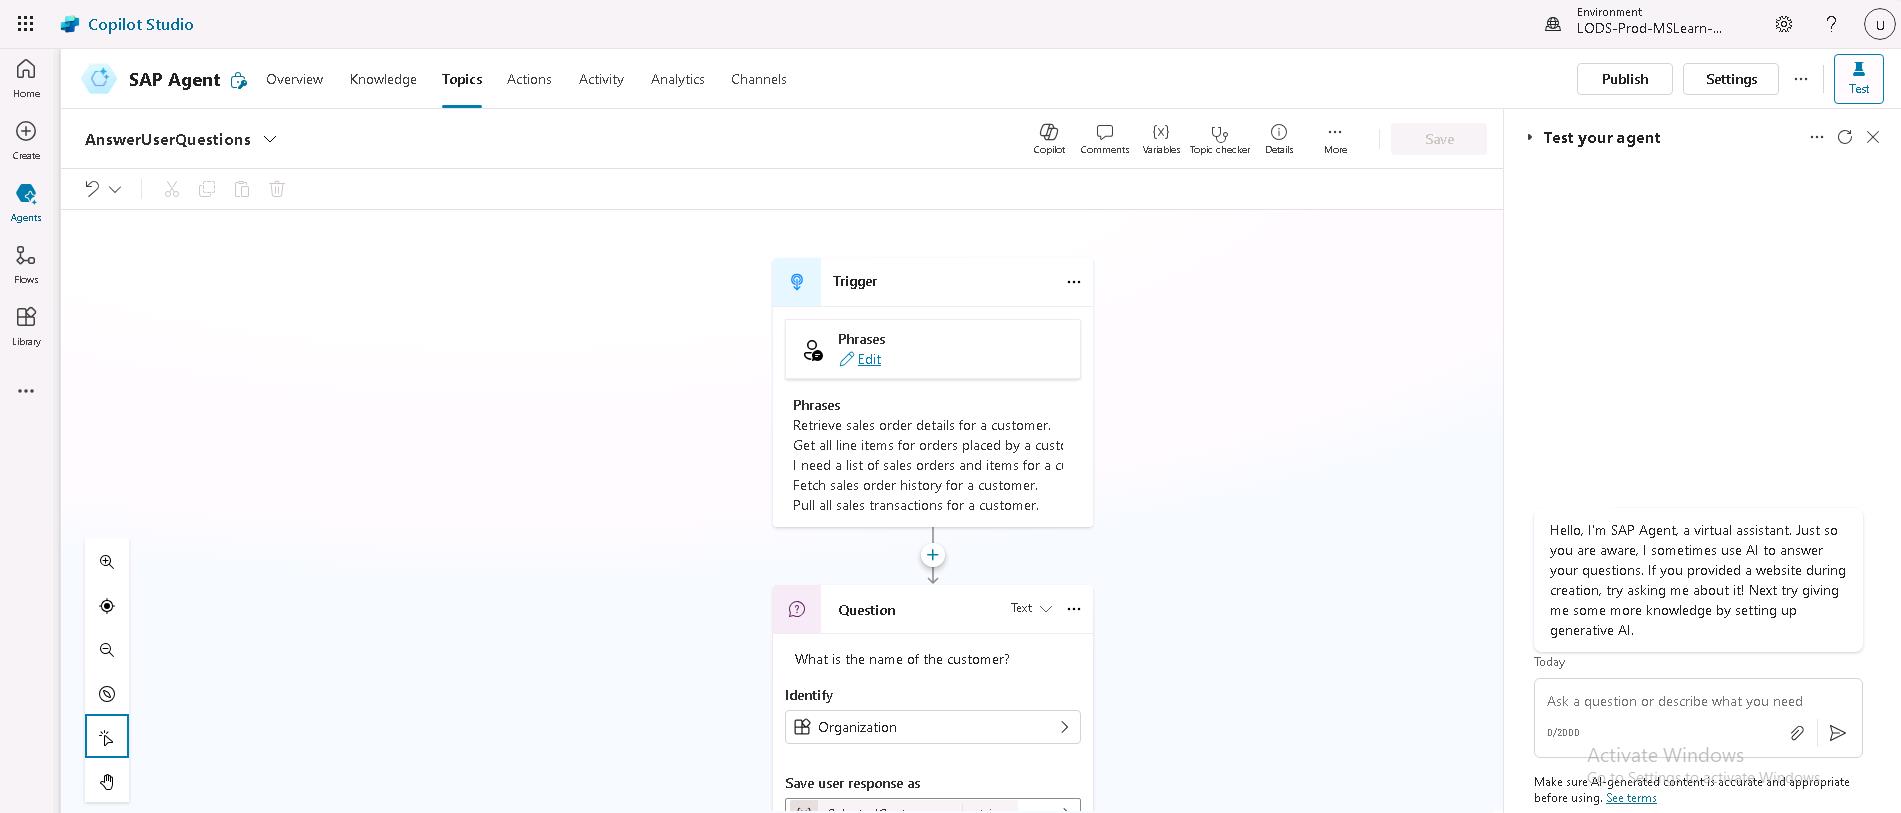 Copilot Studio
Environment
LODS-Prod-MSLearn-...
U
Home
Create
Agents
Flows
Library
SAP Agent
Overview
Knowledge
Topics
Actions
Activity
Analytics
Channels
Publish
Settings
Test
AnswerUserQuestions
Copilot
Comments
Variables
Topic checker
Details
More
Save
Trigger
Phrases
Edit
Phrases
Retrieve sales order details for a customer.
Get all line items for orders placed by a custo
I need a list of sales orders and items for a cu
Fetch sales order history for a customer.
Pull all sales transactions for a customer.
Question
Text
What is the name of the customer?
Identify
Organization
Save user response as
Test your agent
Hello, I'm SAP Agent, a virtual assistant. Just so
you are aware, I sometimes use AI to answer
your questions. If you provided a website during
creation, try asking me about it! Next try giving
me some more knowledge by setting up
generative AI.
Today
Ask a question or describe what you need
0/2000
Activate Windows
Go to Settings to activate Windows.
Make sure AI-generated content is accurate and appropriate
before using. See terms